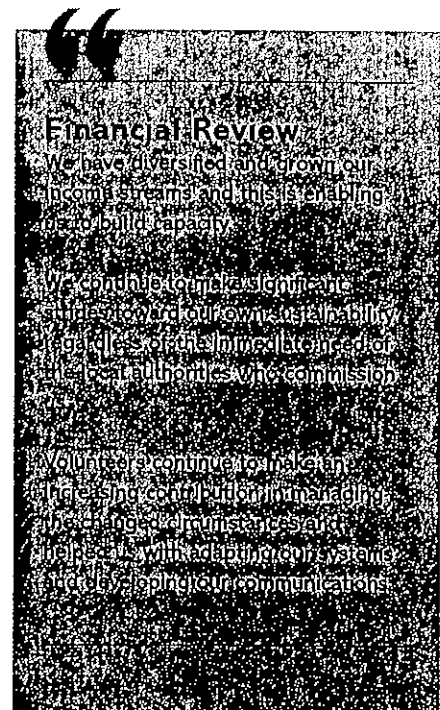 “
Financial Review
We have diversified and grown our
income streams and this is enabling
us to build capacity
We continue to make significant
strides toward our own sustainability
regardless of the immediate need of
the local authorities who commission
Volunteers continue to make an
increasing contribution in managing
the changed circumstances and
helped us with adapting our systems
and developing our communications